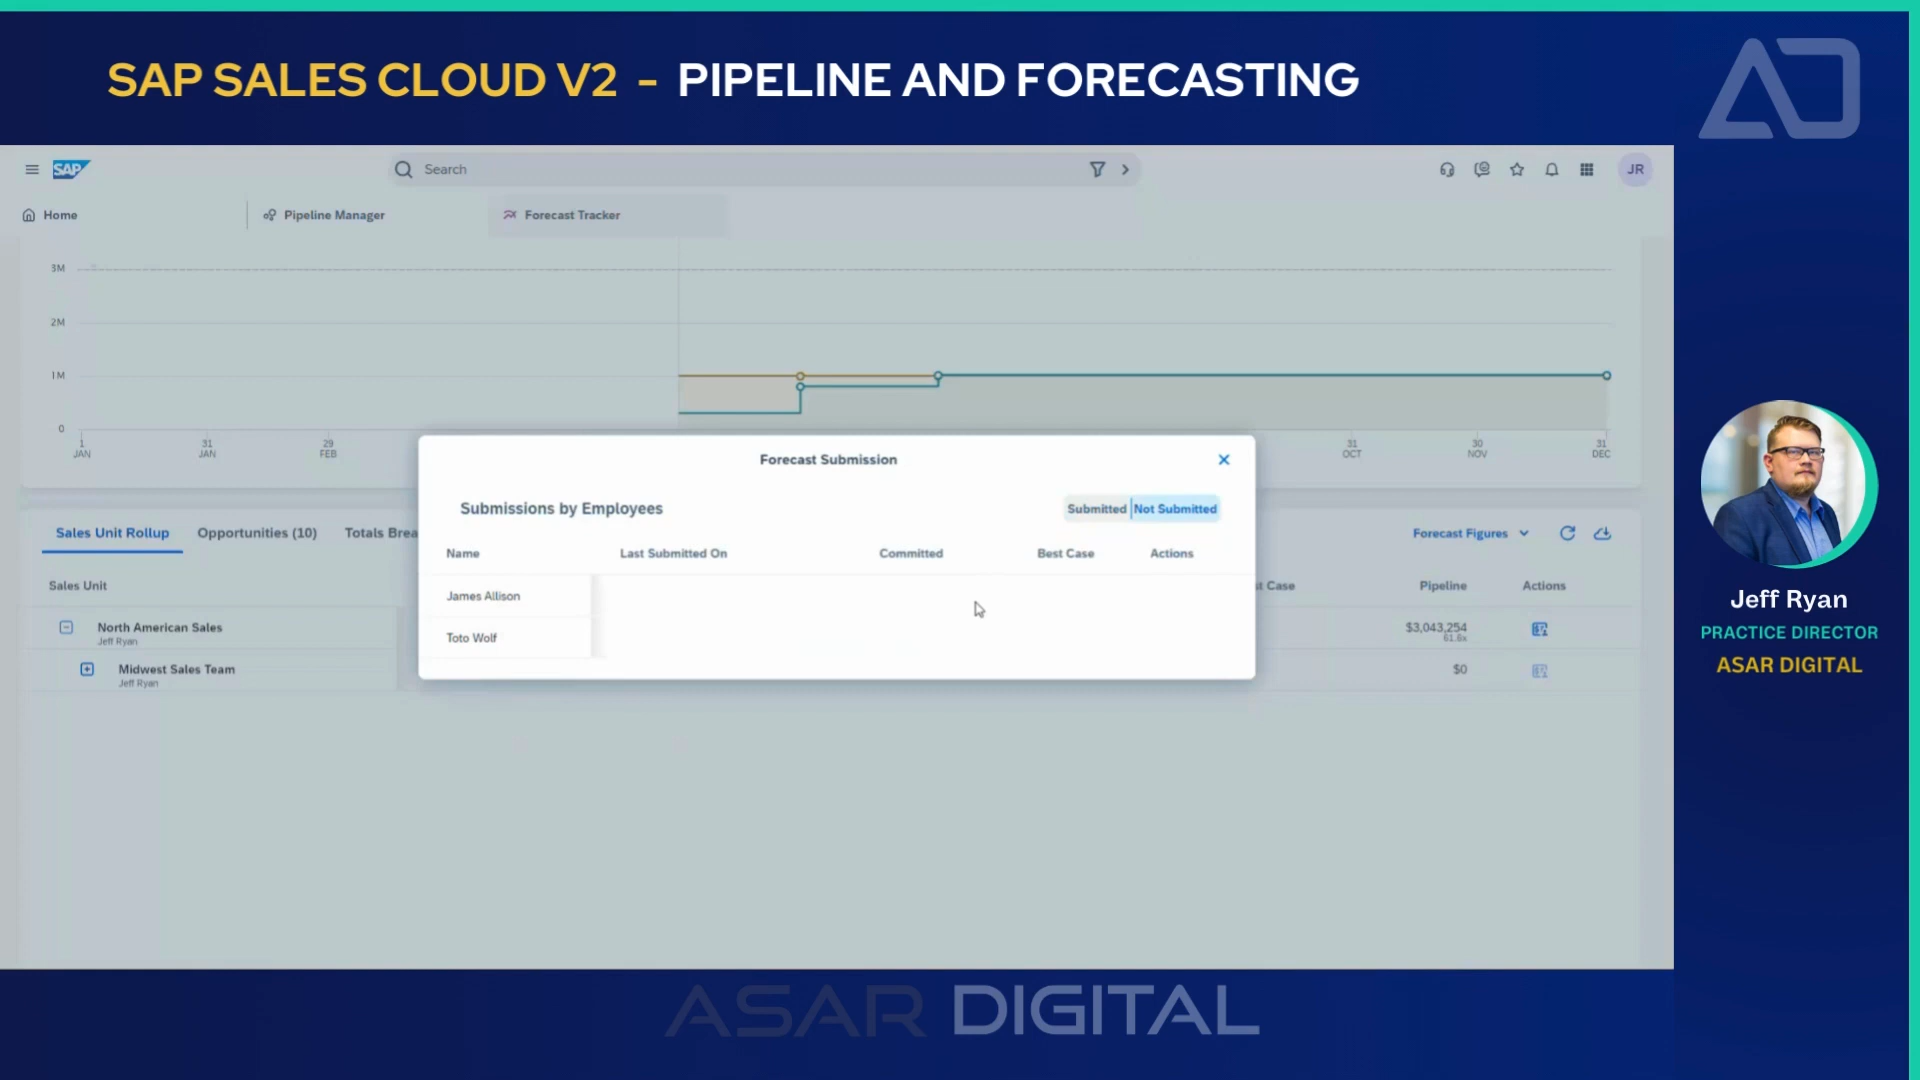 SAP SALES CLOUD V2 - PIPELINE AND FORECASTING
SAP
Search
JR
Home
Pipeline Manager
Forecast Tracker
3M
2M
1M
0
1
JAN
31
JAN
29
FEB
31
OCT
30
NOV
31
DEC
Forecast Submission
Submissions by Employees
Submitted
Not Submitted
Name
Last Submitted On
Committed
Best Case
Actions
James Allison
Toto Wolf
Sales Unit Rollup
Opportunities (10)
Totals Brea
Forecast Figures
Sales Unit
t Case
Pipeline
Actions
North American Sales
Jeff Ryan
$3,043,254
61.6x
Midwest Sales Team
Jeff Ryan
$0
Jeff Ryan
PRACTICE DIRECTOR
ASAR DIGITAL
ASAR DIGITAL